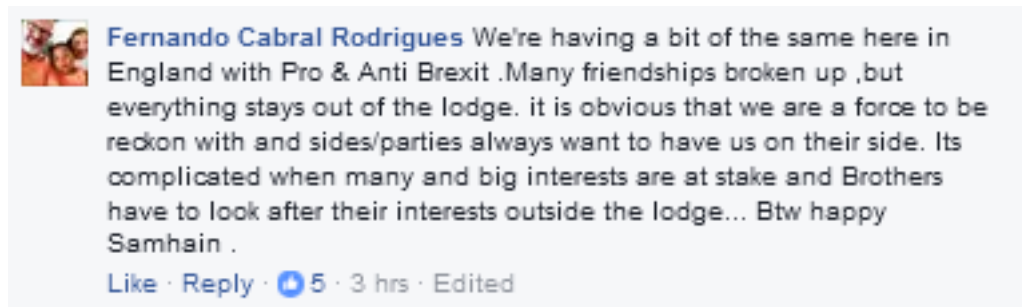 Fernando Cabral Rodrigues We're having a bit of the same here in
England with Pro & Anti Brexit .Many friendships broken up ,but
everything stays out of the lodge. it is obvious that we are a force to be
reckon with and sides/parties always want to have us on their side. Its
complicated when many and big interests are at stake and Brothers
have to look after their interests outside the lodge... Btw happy
Samhain .
Like · Reply · 5 · 3 hrs · Edited